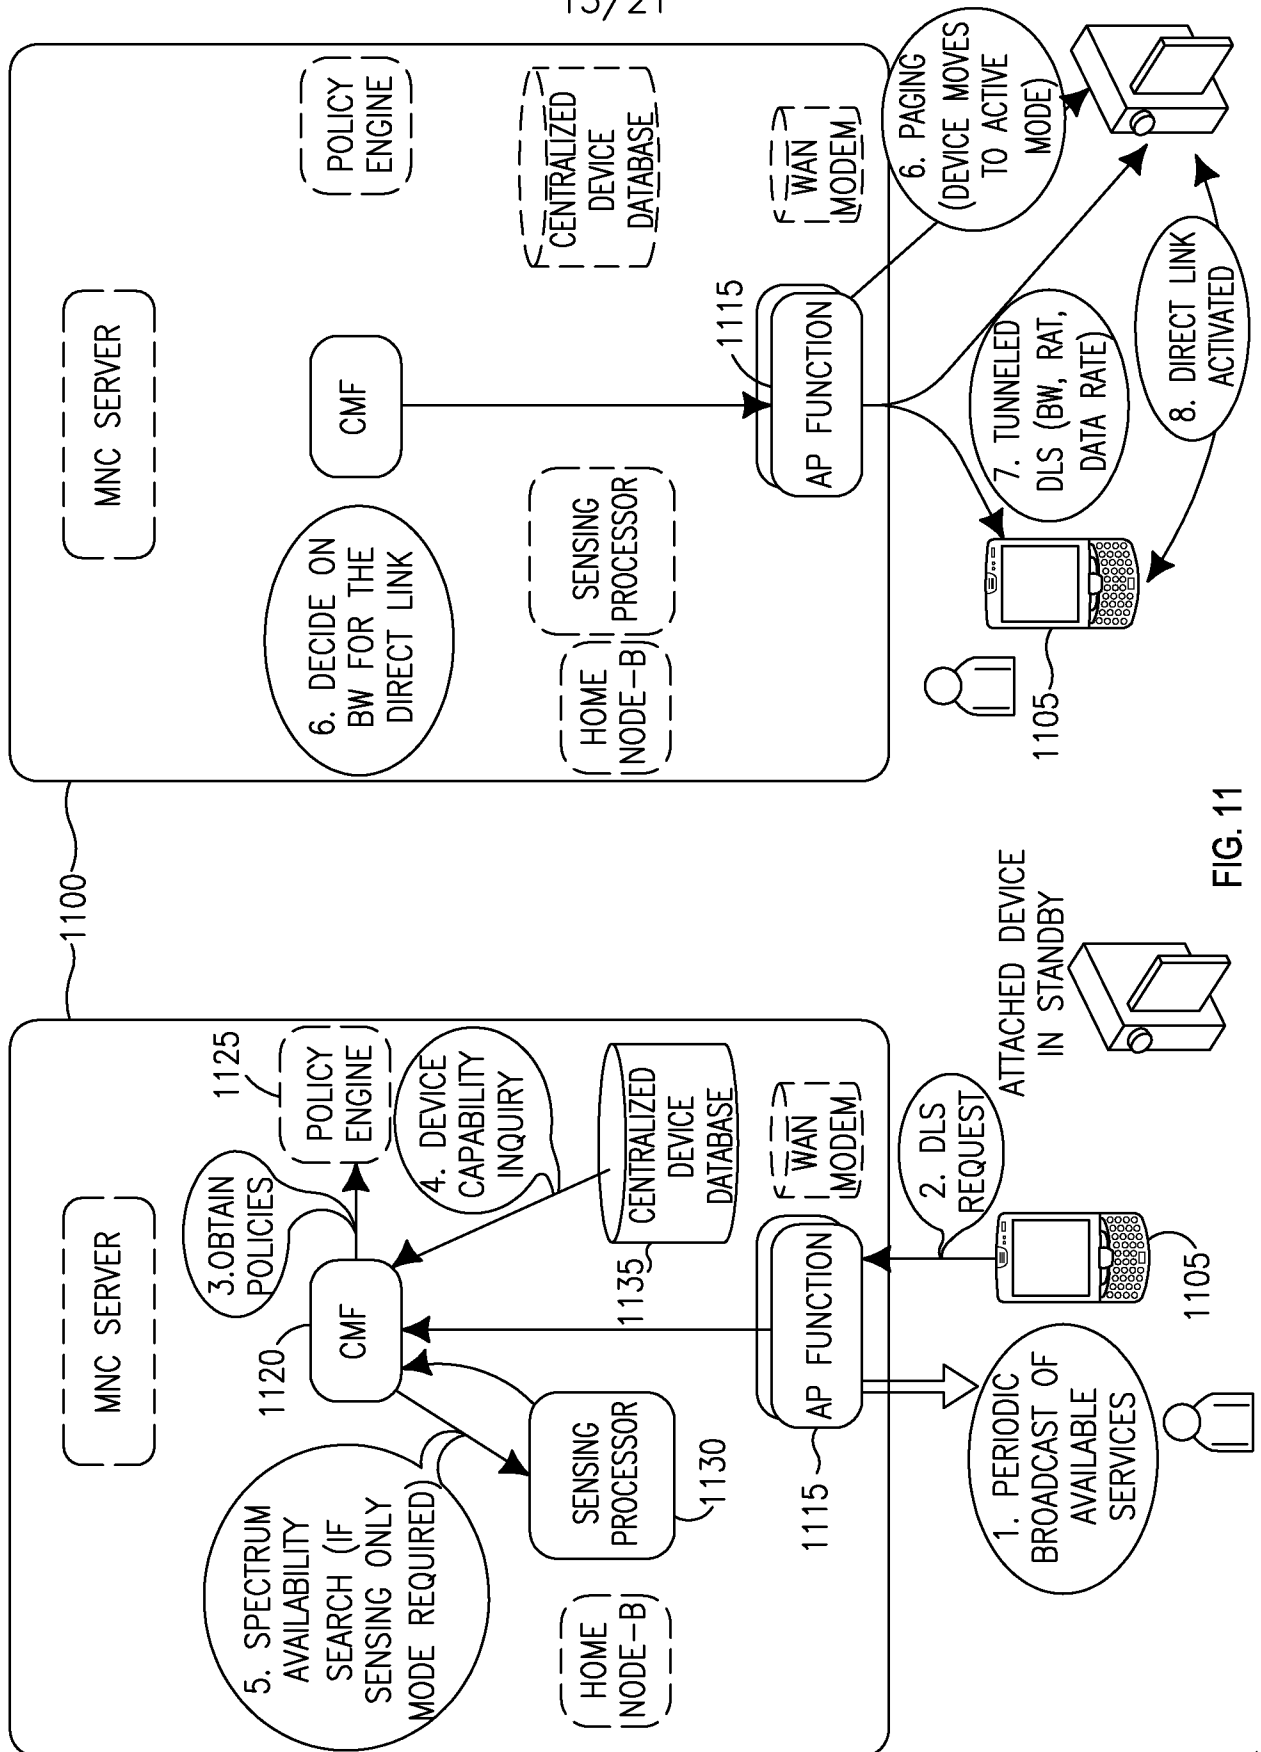 15/21
1100
MNC SERVER
3.OBTAIN
POLICIES
1125
POLICY
ENGINE
1120
CMF
4. DEVICE
CAPABILITY
INQUIRY
5. SPECTRUM
AVAILABILITY
SEARCH (IF
SENSING ONLY
MODE REQUIRED)
SENSING
PROCESSOR
1130
HOME
NODE-B
CENTRALIZED
DEVICE
DATABASE
1135
WAN
MODEM
AP FUNCTION
1115
2. DLS
REQUEST
1. PERIODIC
BROADCAST OF
AVAILABLE
SERVICES
1105
ATTACHED DEVICE
IN STANDBY
MNC SERVER
POLICY
ENGINE
CMF
6. DECIDE ON
BW FOR THE
DIRECT LINK
SENSING
PROCESSOR
HOME
NODE-B
CENTRALIZED
DEVICE
DATABASE
WAN
MODEM
1115
AP FUNCTION
6. PAGING
(DEVICE MOVES
TO ACTIVE
MODE)
7. TUNNELED
DLS (BW, RAT,
DATA RATE)
8. DIRECT LINK
ACTIVATED
1105
FIG. 11